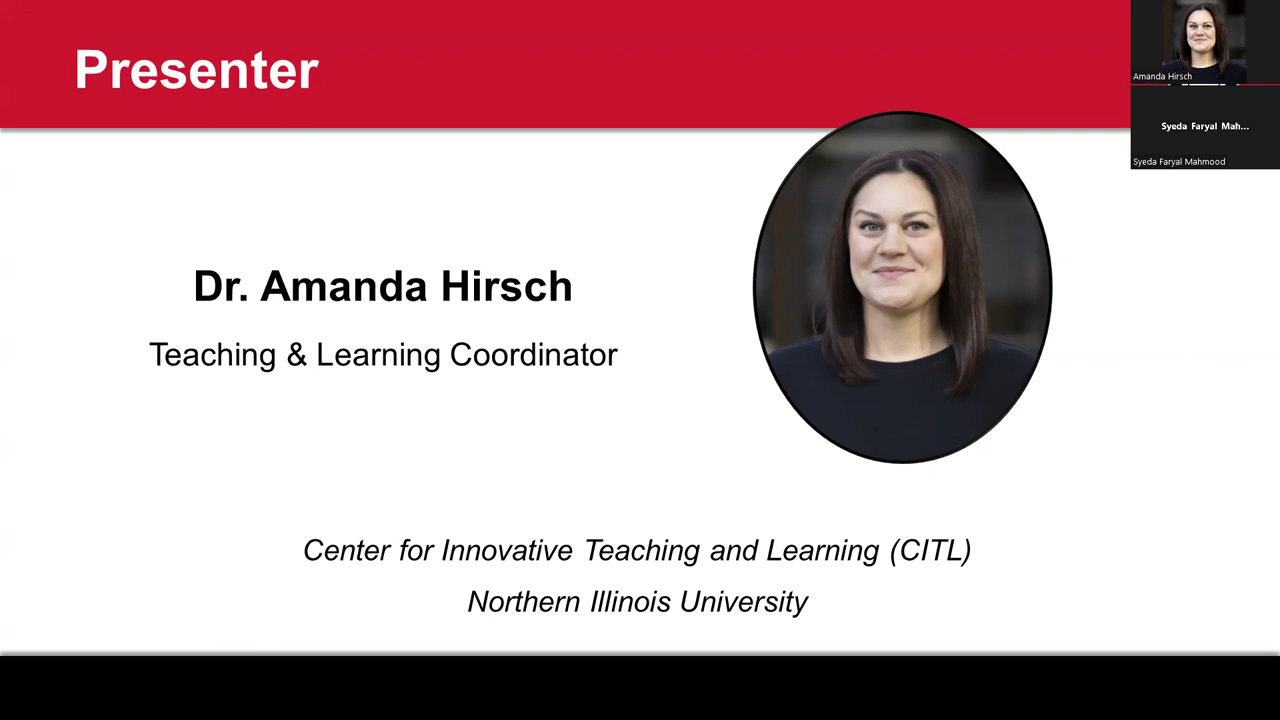 Presenter
Amanda Hirsch
Syeda Faryal Mah...
Syeda Faryal Mahmood
Dr. Amanda Hirsch
Teaching & Learning Coordinator
Center for Innovative Teaching and Learning (CITL)
Northern Illinois University